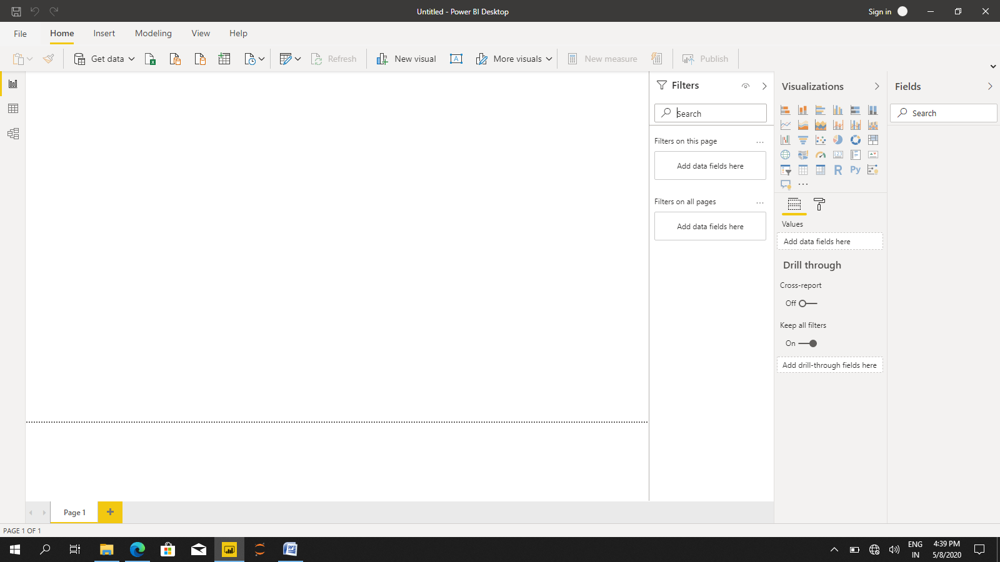 Untitled - Power BI Desktop
Sign in
File Home Insert Modeling View Help
Get data
Refresh
New visual
A
More visuals
New measure
Publish
Filters
Search
Filters on this page
...
Add data fields here
Filters on all pages
...
Add data fields here
Visualizations
123
R
Py
...
Values
Add data fields here
Drill through
Cross-report
Off
Keep all filters
On
Add drill-through fields here
Fields
Search
Page 1
+
PAGE 1 OF 1
ENG
IN
4:39 PM
5/8/2020